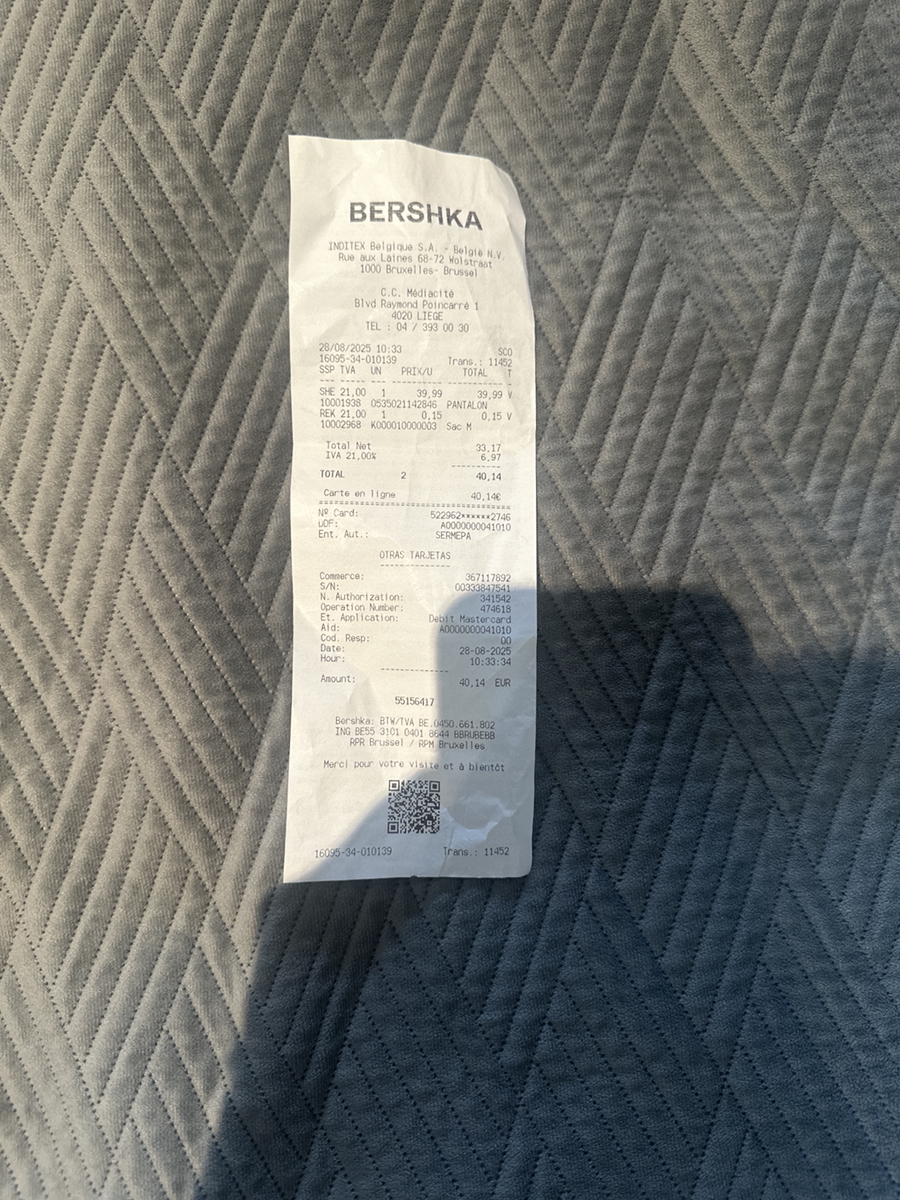 BERSHKA
INDITEX Belgique S.A. - België N.V.
Rue aux Laines 68-72 Wolstraat
1000 Bruxelles- Brussel
C.C. Médiacité
Blvd Raymond Poincarré 1
4020 LIEGE
TEL : 04 / 393 00 30
28/08/2025 10:33 SCO
16095-34-010139 Trans.: 11452
SSP TVA UN PRIX/U TOTAL T
SHE 21,00 1 39,99 39,99 V
10001938 0535021142846 PANTALON
REK 21,00 1 0,15 0,15 V
10002968 K000010000003 Sac M
Total Net 33,17
IVA 21,00% 6,97
TOTAL 2 40,14
Carte en ligne 40,14€
Nº Card: 522962******2746
UDF: A0000000041010
Ent. Aut.: SERMEPA
OTRAS TARJETAS
Commerce: 367117892
S/N: 00333847541
N. Authorization: 341542
Operation Number: 474618
Et. Application: Debit Mastercard
Aid: A0000000041010
Cod. Resp: 00
Date: 28-08-2025
Hour: 10:33:34
Amount: 40,14 EUR
55156417
Bershka: BTW/TVA BE.0450.661.802
ING BE55 3101 0401 8644 BBRUBEBB
RPR Brussel / RPM Bruxelles
Merci pour votre visite et à bientôt
16095-34-010139 Trans.: 11452